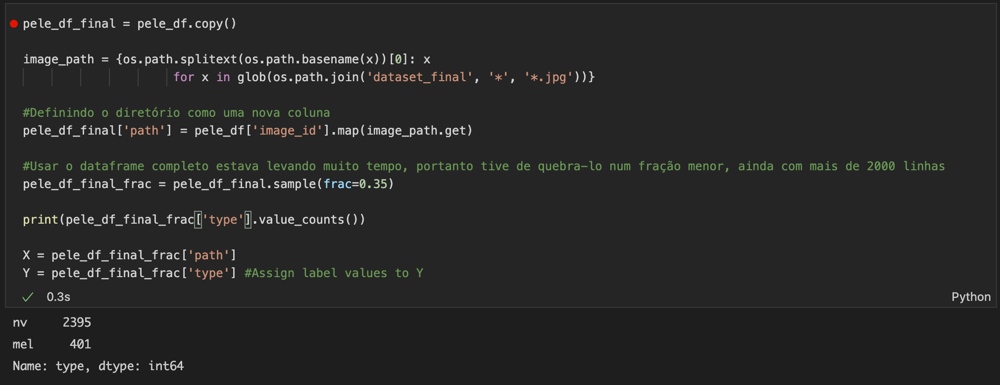 pele_df_final = pele_df.copy()
image_path = {os.path.splitext(os.path.basename(x))[0]: x
for x in glob(os.path.join('dataset_final', '*', '*.jpg'))}
#Definindo o diretório como uma nova coluna
pele_df_final['path'] = pele_df['image_id'].map(image_path.get)
#Usar o dataframe completo estava levando muito tempo, portanto tive de quebra-lo num fração menor, ainda com mais de 2000 linhas
pele_df_final_frac = pele_df_final.sample(frac=0.35)
print(pele_df_final_frac['type'].value_counts())
X = pele_df_final_frac['path']
Y = pele_df_final_frac['type'] #Assign label values to Y
✓ 0.3s Python
nv 2395
mel 401
Name: type, dtype: int64